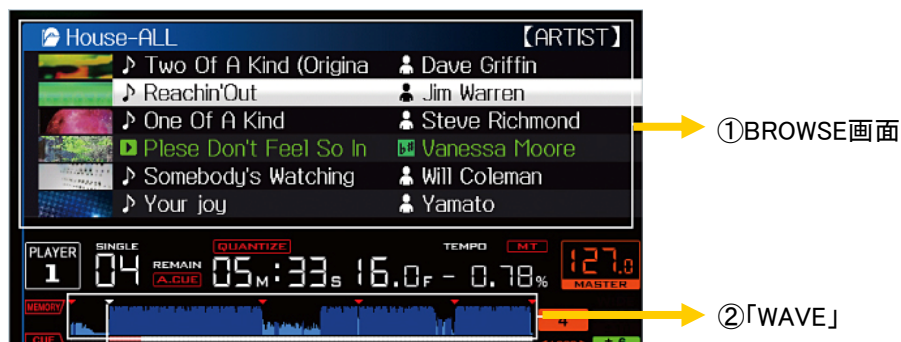 House-ALL 【ARTIST】
Two Of A Kind (Origina Dave Griffin
Reachin'Out Jim Warren
One Of A Kind Steve Richmond
Plese Don't Feel So In Vanessa Moore
Somebody's Watching Will Coleman
Your joy Yamato
①BROWSE画面
PLAYER 1 SINGLE 04 REMAIN A.CUE QUANTIZE 05M:33s 16.0F TEMPO MT -0.78% 127.0 MASTER
MEMORY
4
CUE
②「WAVE」